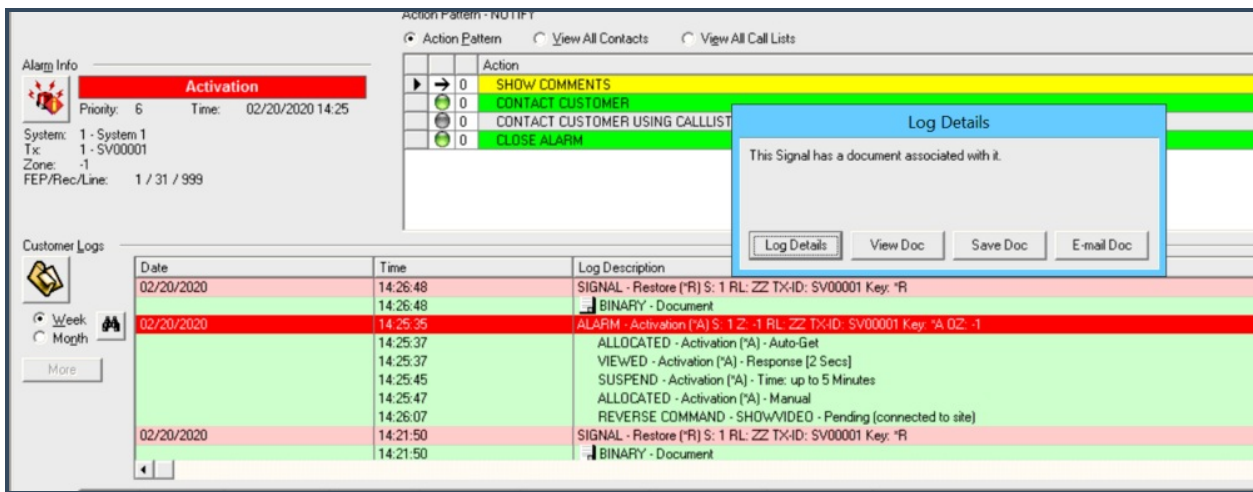 Action Pattern - NOTIFY
Action Pattern View All Contacts View All Call Lists
Alarm Info
Activation
Priority: 6 Time: 02/20/2020 14:25
System: 1 - System 1
Tx: 1 - SV00001
Zone: -1
FEP/Rec/Line: 1 / 31 / 999
Action
0 SHOW COMMENTS
0 CONTACT CUSTOMER
0 CONTACT CUSTOMER USING CALLLIST
0 CLOSE ALARM
Log Details
This Signal has a document associated with it.
Log Details View Doc Save Doc E-mail Doc
Customer Logs
Week
Month
More
Date Time Log Description
02/20/2020 14:26:48 SIGNAL - Restore (*R) S: 1 RL: ZZ TX-ID: SV00001 Key: *R
14:26:48 BINARY - Document
02/20/2020 14:25:35 ALARM - Activation (*A) S: 1 Z: -1 RL: ZZ TX-ID: SV00001 Key: *A OZ: -1
14:25:37 ALLOCATED - Activation (*A) - Auto-Get
14:25:37 VIEWED - Activation (*A) - Response [2 Secs]
14:25:45 SUSPEND - Activation (*A) - Time: up to 5 Minutes
14:25:47 ALLOCATED - Activation (*A) - Manual
14:26:07 REVERSE COMMAND - SHOWVIDEO - Pending (connected to site)
02/20/2020 14:21:50 SIGNAL - Restore (*R) S: 1 RL: ZZ TX-ID: SV00001 Key: *R
14:21:50 BINARY - Document